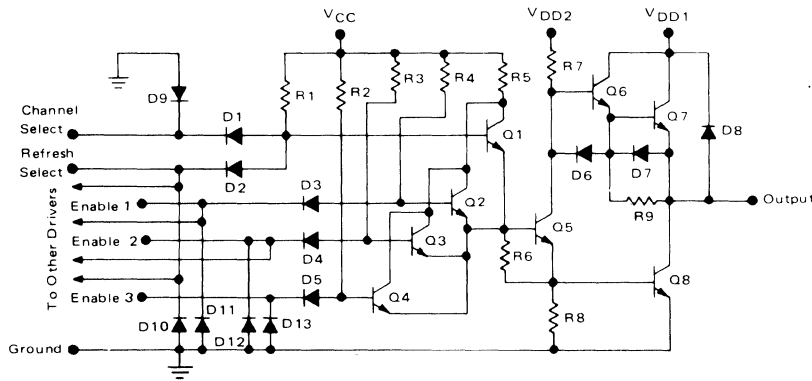 VCC
VDD2
VDD1
R3
R4
R5
R7
D9
R1
R2
Q6
Q7
D8
Channel
Select
D1
Q1
Refresh
Select
D2
D6
D7
To Other Drivers
Enable 1
D3
Q2
R9
Output
Enable 2
D4
Q3
R6
Q5
Enable 3
D5
Q4
Q8
D10
D11
D12
D13
R8
Ground